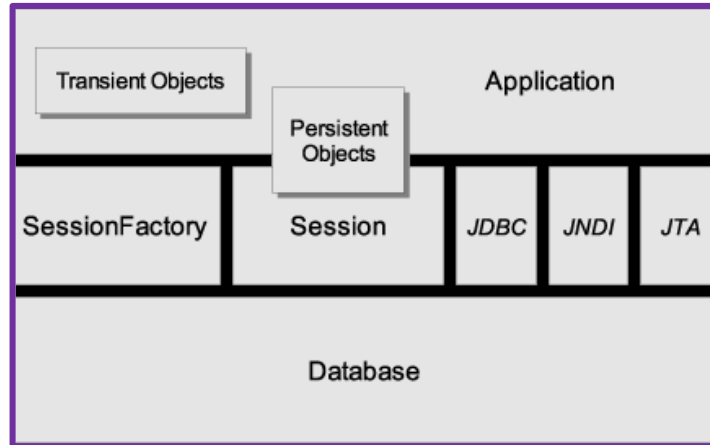 Transient Objects
Application
Persistent
Objects
SessionFactory
Session
JDBC
JNDI
JTA
Database